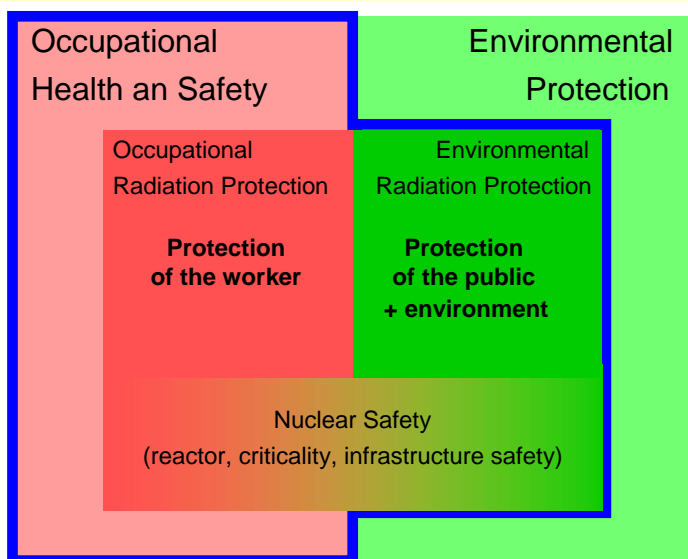 Occupational
Health an Safety
Environmental
Protection
Occupational
Radiation Protection
Environmental
Radiation Protection
Protection
of the worker
Protection
of the public
+ environment
Nuclear Safety
(reactor, criticality, infrastructure safety)